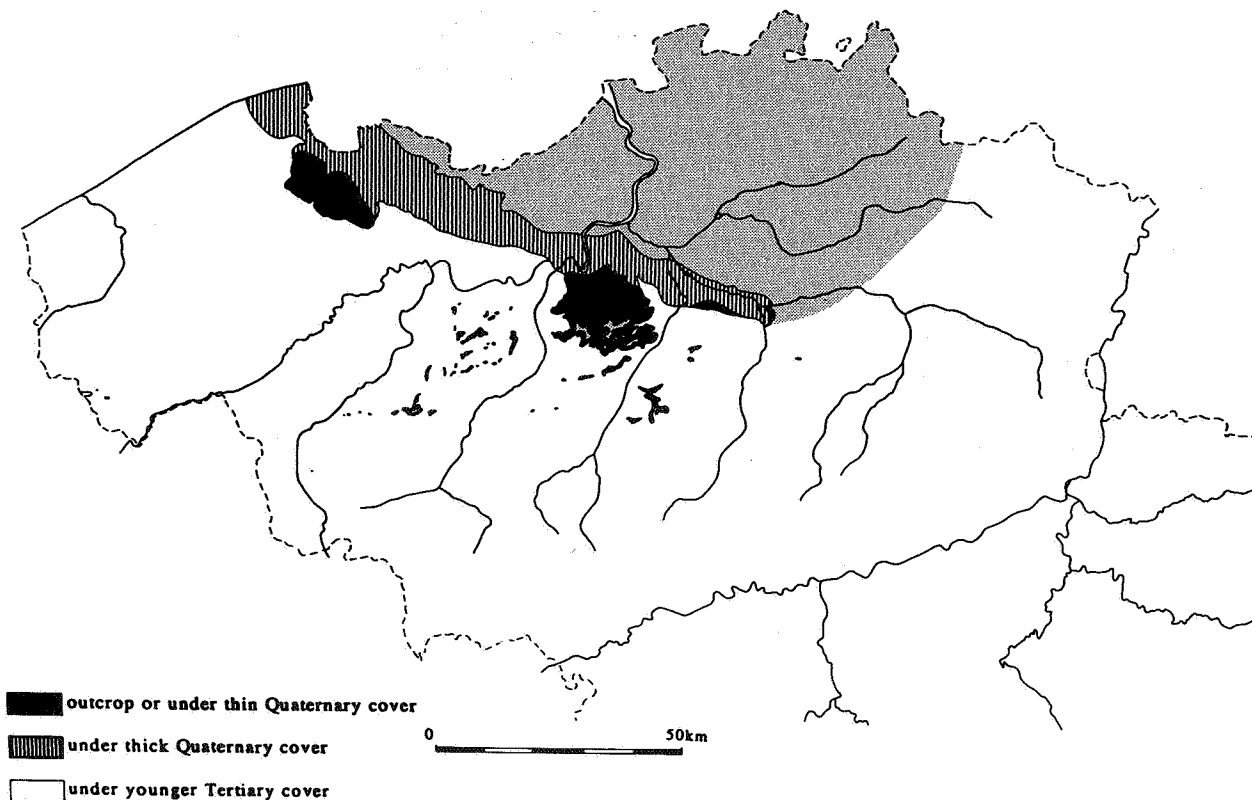 outcrop or under thin Quaternary cover
under thick Quaternary cover
under younger Tertiary cover
0 50km